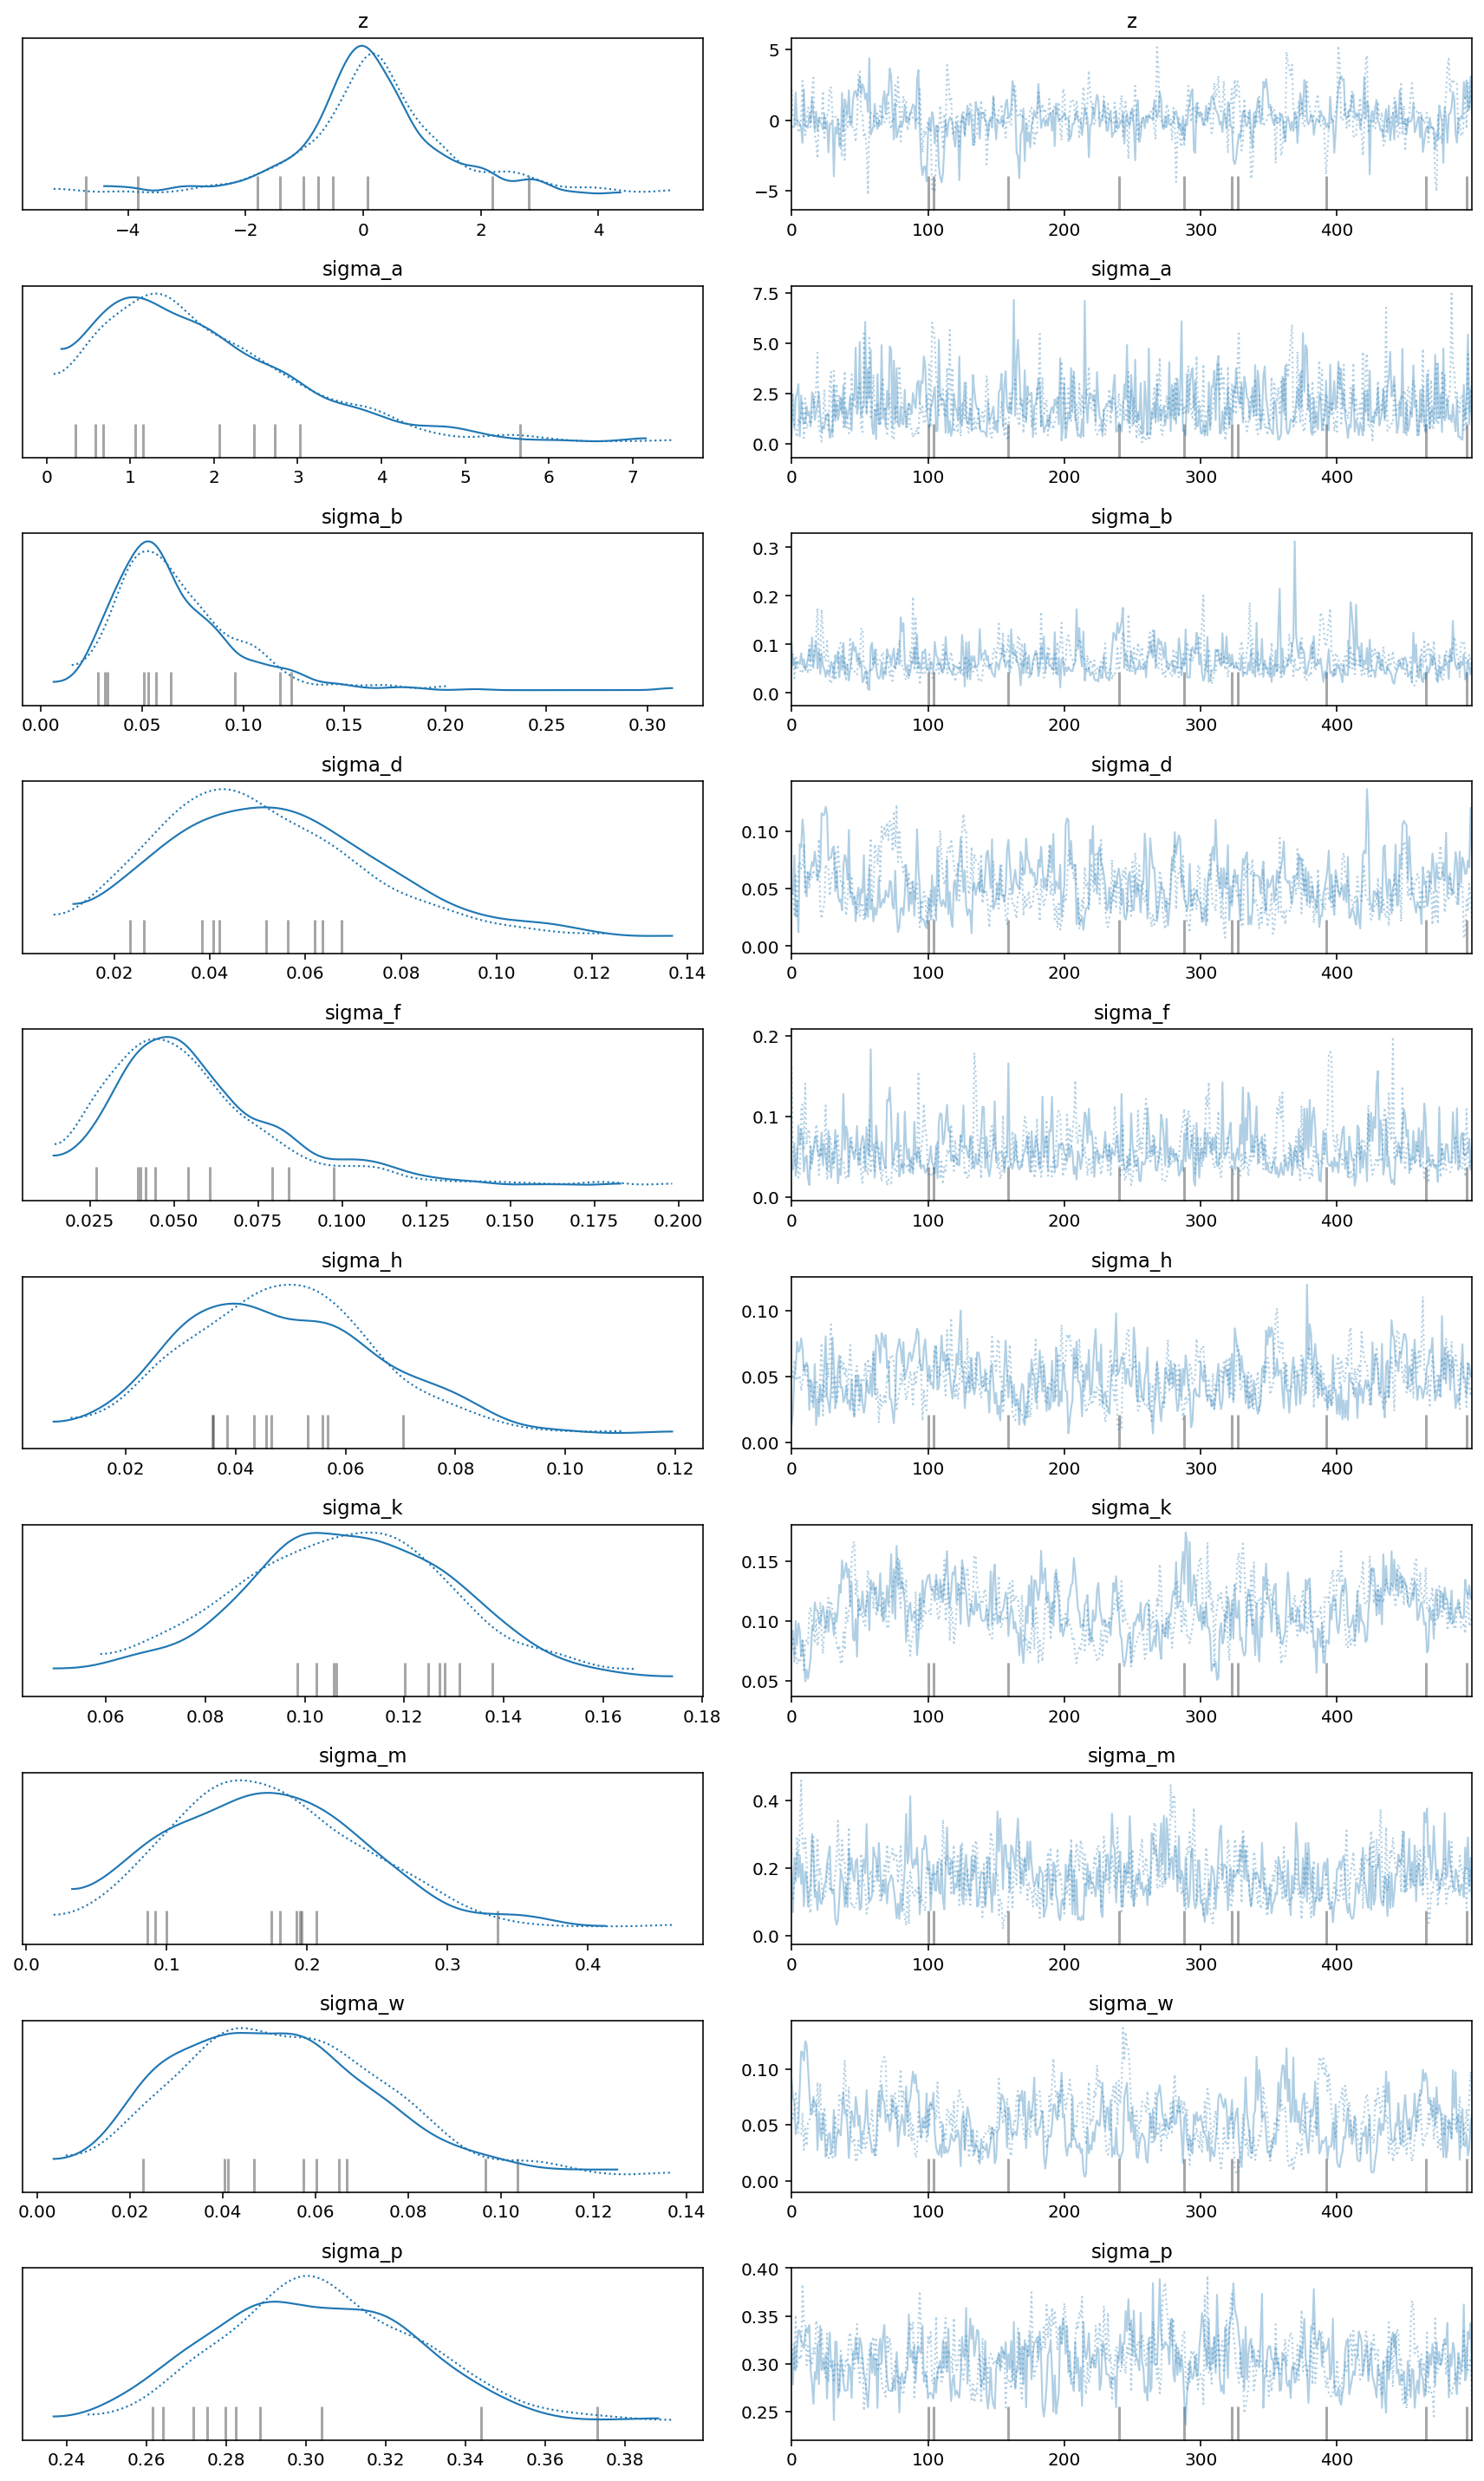 z
z
5
0
−5
−4 −2 0 2 4
0 100 200 300 400
sigma_a
sigma_a
7.5
5.0
2.5
0.0
0 1 2 3 4 5 6 7
0 100 200 300 400
sigma_b
sigma_b
0.3
0.2
0.1
0.0
0.00 0.05 0.10 0.15 0.20 0.25 0.30
0 100 200 300 400
sigma_d
sigma_d
0.10
0.05
0.00
0.02 0.04 0.06 0.08 0.10 0.12 0.14
0 100 200 300 400
sigma_f
sigma_f
0.2
0.1
0.0
0.025 0.050 0.075 0.100 0.125 0.150 0.175 0.200
0 100 200 300 400
sigma_h
sigma_h
0.10
0.05
0.00
0.02 0.04 0.06 0.08 0.10 0.12
0 100 200 300 400
sigma_k
sigma_k
0.15
0.10
0.05
0.06 0.08 0.10 0.12 0.14 0.16 0.18
0 100 200 300 400
sigma_m
sigma_m
0.4
0.2
0.0
0.0 0.1 0.2 0.3 0.4
0 100 200 300 400
sigma_w
sigma_w
0.10
0.05
0.00
0.00 0.02 0.04 0.06 0.08 0.10 0.12 0.14
0 100 200 300 400
sigma_p
sigma_p
0.40
0.35
0.30
0.25
0.24 0.26 0.28 0.30 0.32 0.34 0.36 0.38
0 100 200 300 400